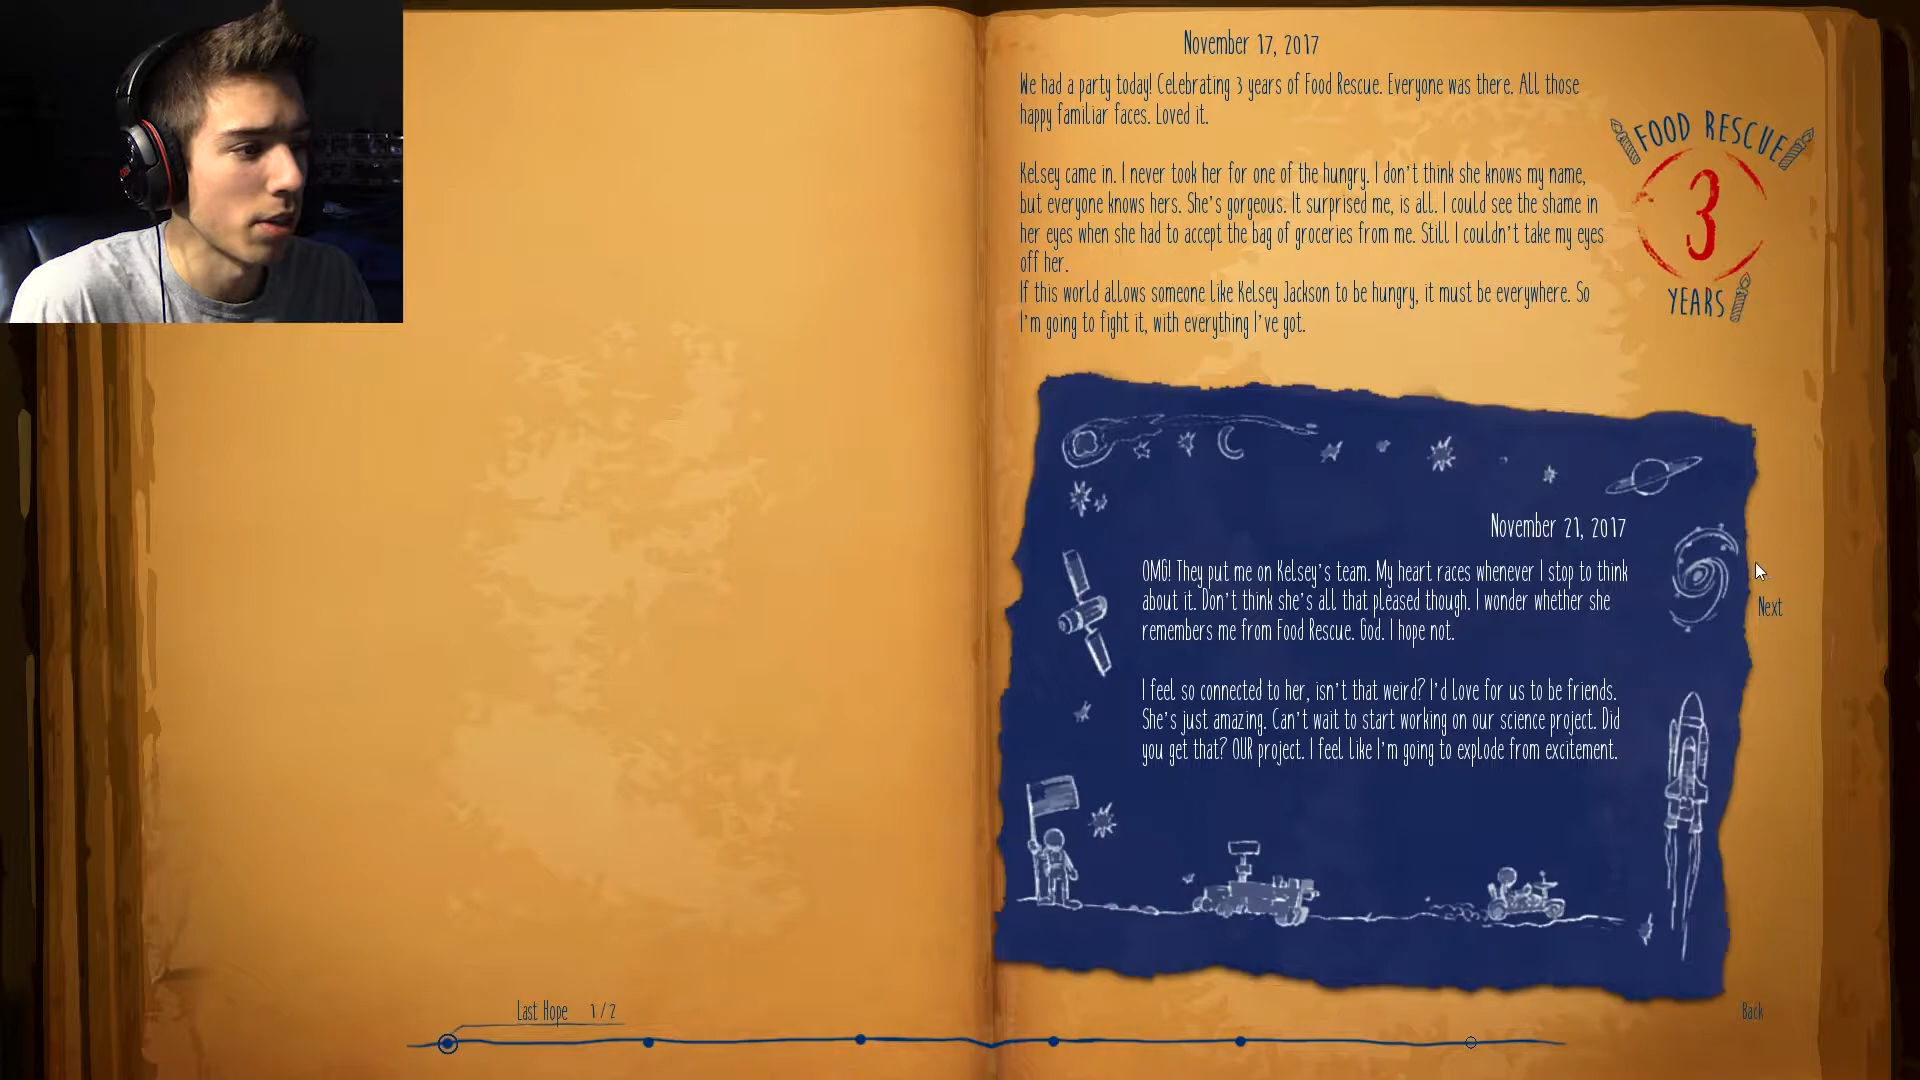 November 17, 2017
We had a party today! Celebrating 3 years of Food Rescue. Everyone was there. All those
happy familiar faces. Loved it.
Kelsey came in. I never took her for one of the hungry. I don't think she knows my name,
but everyone knows hers. She's gorgeous. It surprised me, is all. I could see the shame in
her eyes when she had to accept the bag of groceries from me. Still I couldn't take my eyes
off her.
If this world allows someone like Kelsey Jackson to be hungry, it must be everywhere. So
I'm going to fight it, with everything I've got.
FOOD RESCUE
3
YEARS
November 21, 2017
OMG! They put me on Kelsey's team. My heart races whenever I stop to think
about it. Don't think she's all that pleased though. I wonder whether she
remembers me from Food Rescue. God. I hope not.
I feel so connected to her, isn't that weird? I'd love for us to be friends.
She's just amazing. Can't wait to start working on our science project. Did
you get that? OUR project. I feel like I'm going to explode from excitement.
Next
Last Hope 1/2
Back